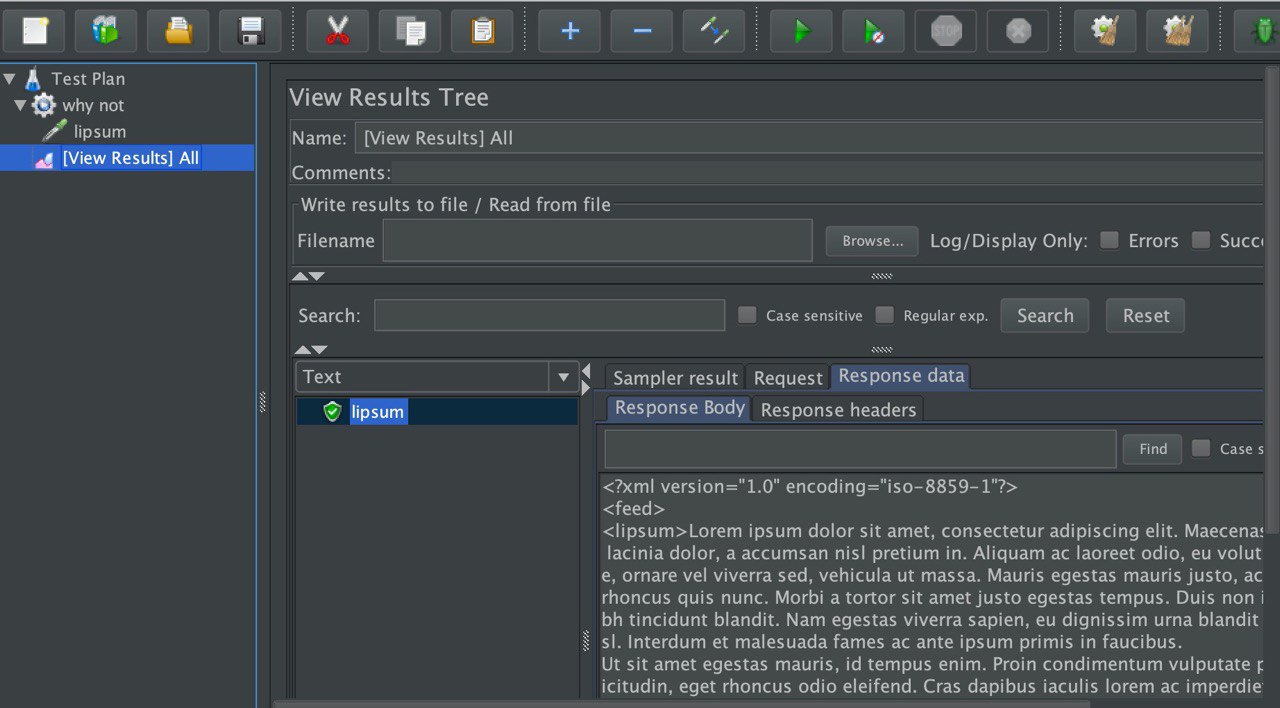 STOP
Test Plan
why not
lipsum
[View Results] All
View Results Tree
Name: [View Results] All
Comments:
Write results to file / Read from file
Filename Browse... Log/Display Only: Errors
Search: Case sensitive Regular exp. Search Reset
Text
lipsum
Sampler result Request Response data
Response Body Response headers
Find Case
<?xml version="1.0" encoding="iso-8859-1"?>
<feed>
<lipsum>Lorem ipsum dolor sit amet, consectetur adipiscing elit. Maecenas
lacinia dolor, a accumsan nisl pretium in. Aliquam ac laoreet odio, eu volut
e, ornare vel viverra sed, vehicula ut massa. Mauris egestas mauris justo, ac
rhoncus quis nunc. Morbi a tortor sit amet justo egestas tempus. Duis non
bh tincidunt blandit. Nam egestas viverra sapien, eu dignissim urna blandit
sl. Interdum et malesuada fames ac ante ipsum primis in faucibus.
Ut sit amet egestas mauris, id tempus enim. Proin condimentum vulputate
icitudin, eget rhoncus odio eleifend. Cras dapibus iaculis lorem ac imperdie